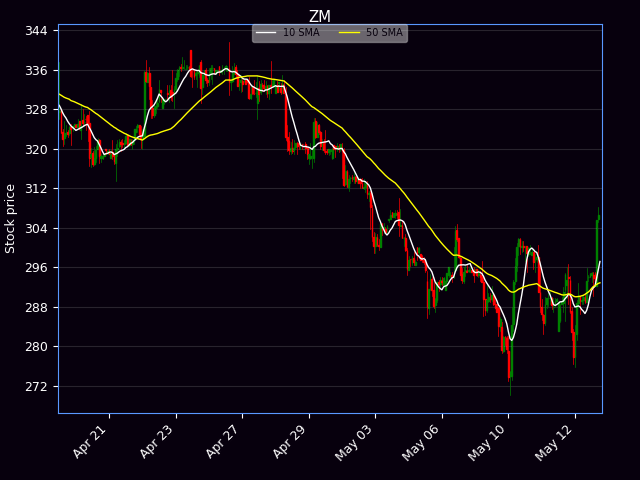 ZM
10 SMA
50 SMA
Stock price
344
336
328
320
312
304
296
288
280
272
Apr 21
Apr 23
Apr 27
Apr 29
May 03
May 06
May 10
May 12